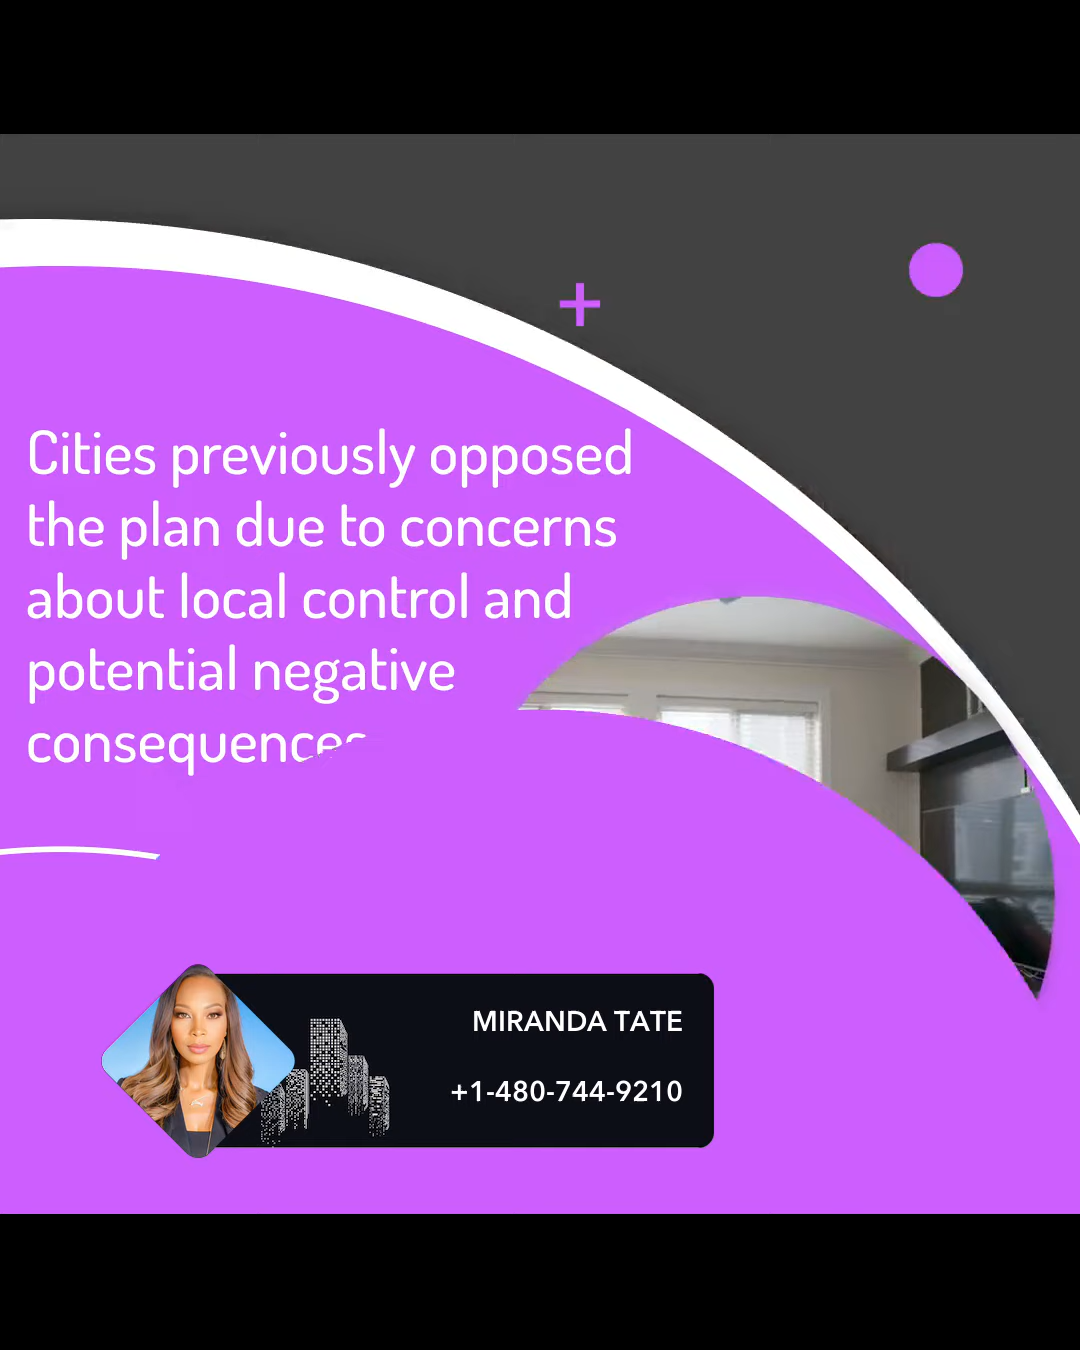 Cities previously opposed
the plan due to concerns
about local control and
potential negative
consequences
MIRANDA TATE
+1-480-744-9210